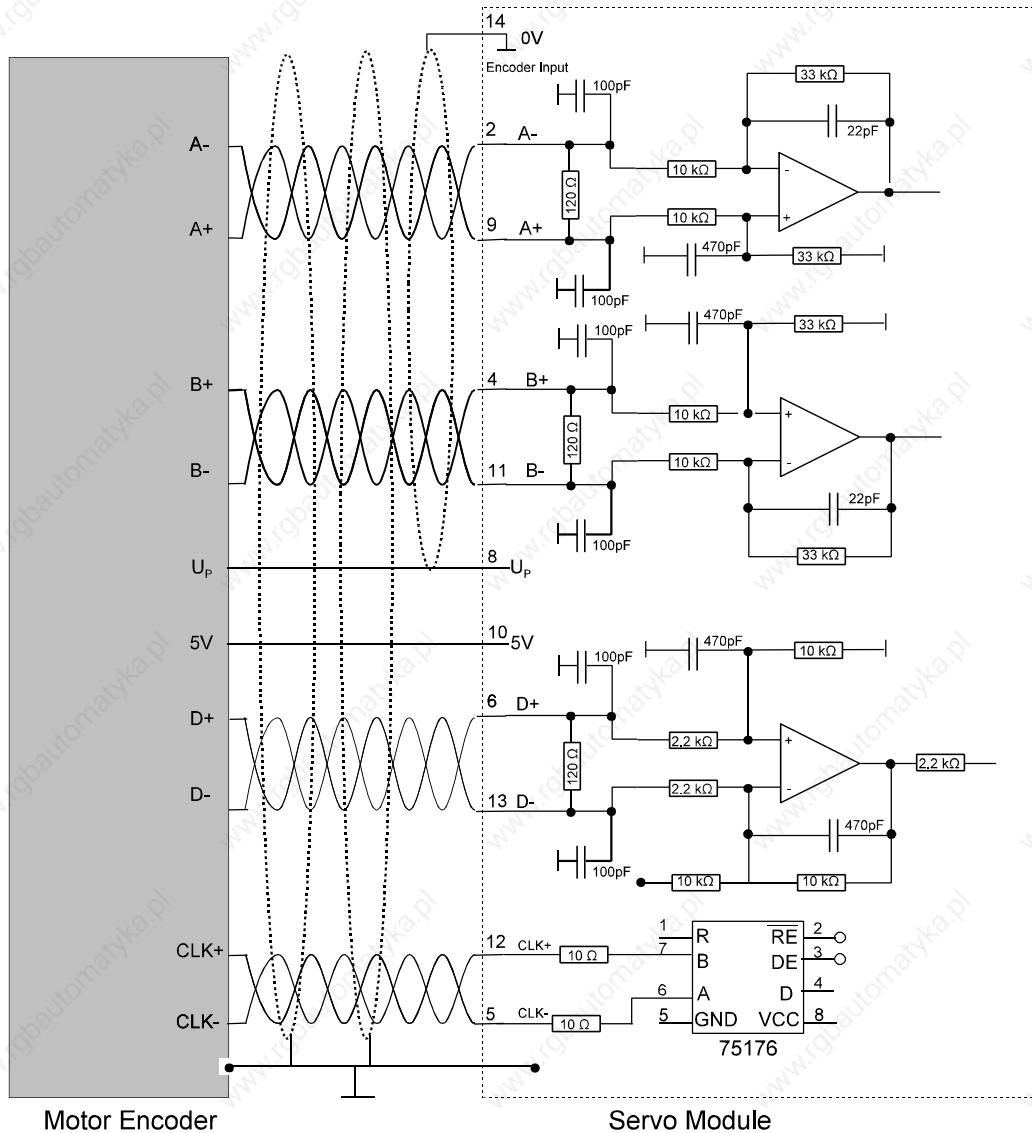 14
0V
Encoder Input
100pF
33 kΩ
22pF
A-
2
A-
10 kΩ
-
120 Ω
A+
9
A+
10 kΩ
+
470pF
33 kΩ
100pF
100pF
470pF
33 kΩ
B+
4
B+
10 kΩ
+
120 Ω
B-
11
B-
10 kΩ
-
22pF
100pF
33 kΩ
UP
8
UP
5V
10
5V
470pF
10 kΩ
100pF
D+
6
D+
2.2 kΩ
+
2.2 kΩ
120 Ω
D-
13
D-
2.2 kΩ
-
470pF
100pF
10 kΩ
10 kΩ
CLK+
12
CLK+
10 Ω
1
R
RE
2
7
B
DE
3
6
A
D
4
CLK-
5
CLK-
10 Ω
5
GND
VCC
8
75176
Motor Encoder
Servo Module
www.rgbautomatyka.pl